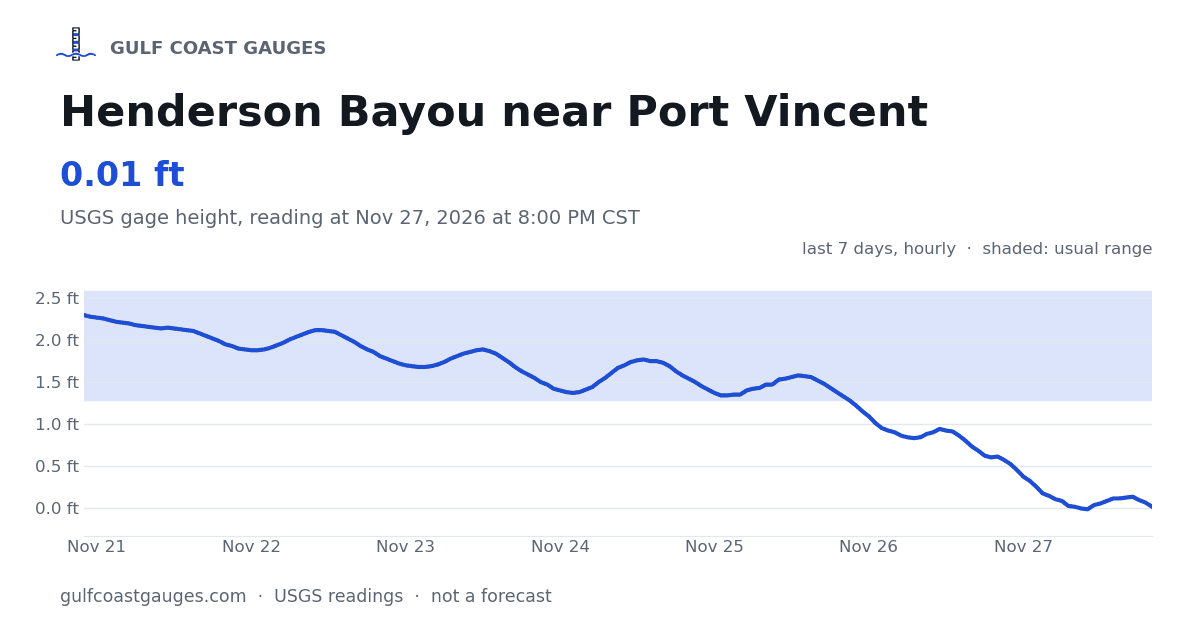 GULF COAST GAUGES
Henderson Bayou near Port Vincent
0.01 ft
USGS gage height, reading at Nov 27, 2026 at 8:00 PM CST
last 7 days, hourly · shaded: usual range
2.5 ft
2.0 ft
1.5 ft
1.0 ft
0.5 ft
0.0 ft
Nov 21 Nov 22 Nov 23 Nov 24 Nov 25 Nov 26 Nov 27
gulfcoastgauges.com · USGS readings · not a forecast